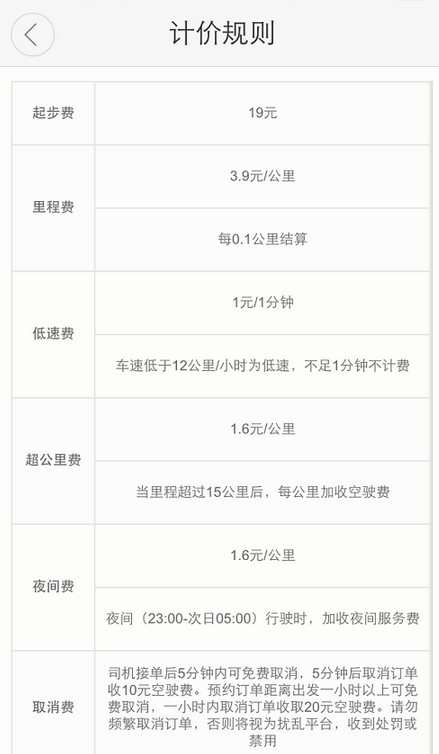 计价规则
起步费
19元
里程费
3.9元/公里
每0.1公里结算
低速费
1元/1分钟
车速低于12公里/小时为低速，不足1分钟不计费
超公里费
1.6元/公里
当里程超过15公里后，每公里加收空驶费
夜间费
1.6元/公里
夜间（23:00-次日05:00）行驶时，加收夜间服务费
取消费
司机接单后5分钟内可免费取消，5分钟后取消订单
收10元空驶费。预约订单距离出发一小时以上可免
费取消，一小时内取消订单收取20元空驶费。请勿
频繁取消订单，否则将视为扰乱平台，收到处罚或
禁用